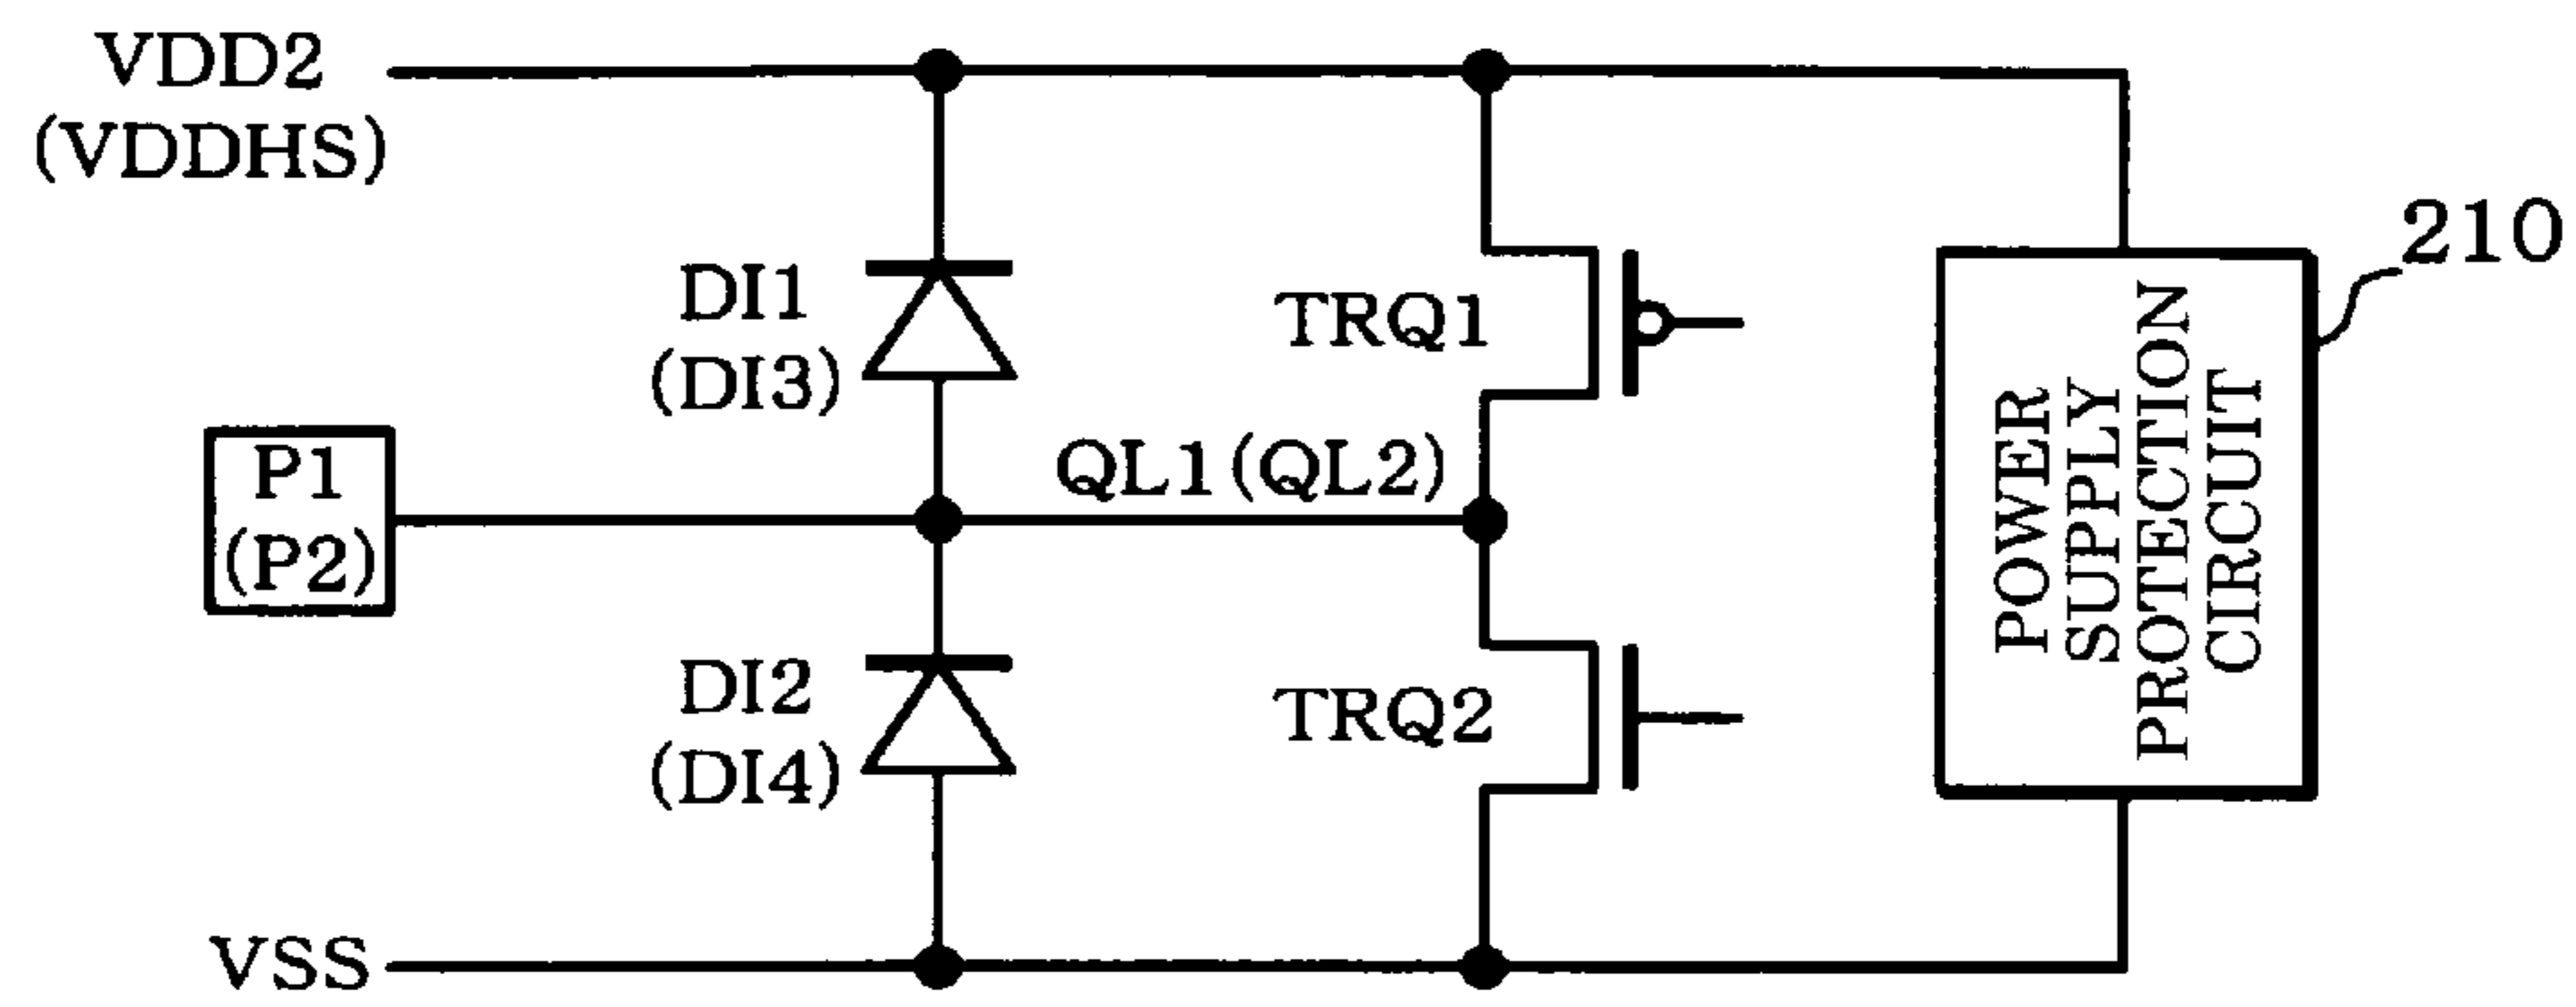 VDD2
(VDDHS)
210
DI1
(DI3)
TRQ1
P1
(P2)
QL1(QL2)
DI2
(DI4)
TRQ2
POWER
SUPPLY
PROTECTION
CIRCUIT
VSS